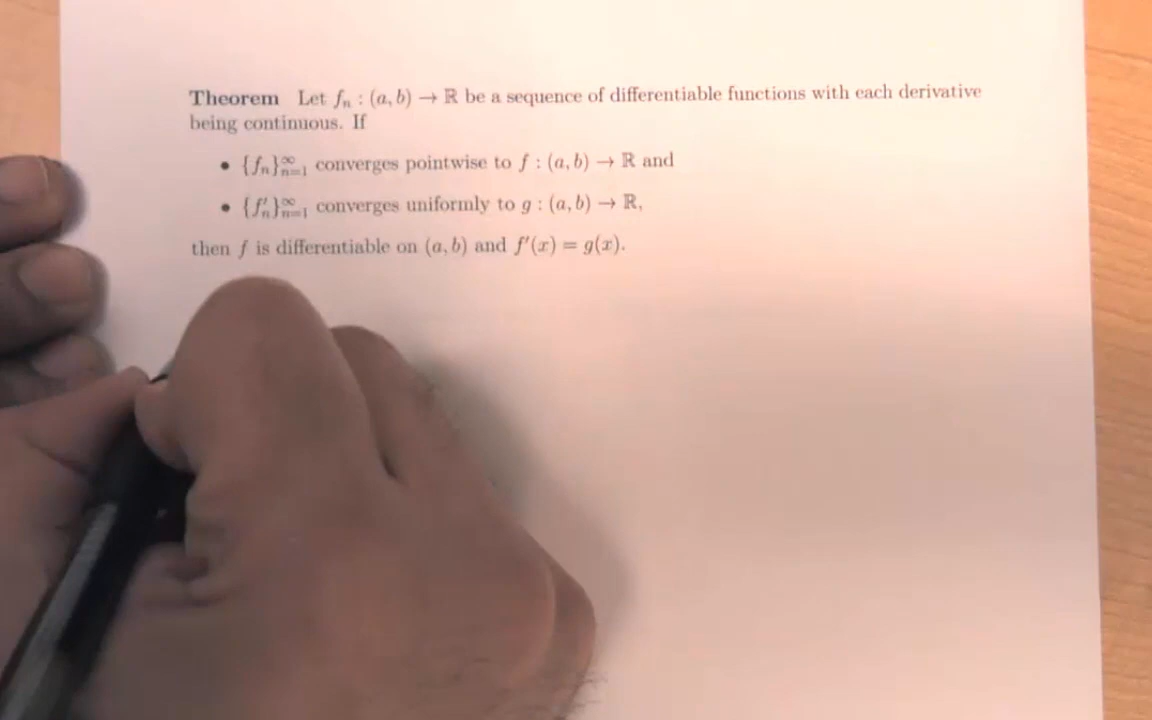 Theorem Let fₙ : (a, b) → ℝ be a sequence of differentiable functions with each derivative
being continuous. If
• {fₙ}ₙ₌₁^∞ converges pointwise to f : (a, b) → ℝ and
• {f′ₙ}ₙ₌₁^∞ converges uniformly to g : (a, b) → ℝ,
then f is differentiable on (a, b) and f′(x) = g(x).